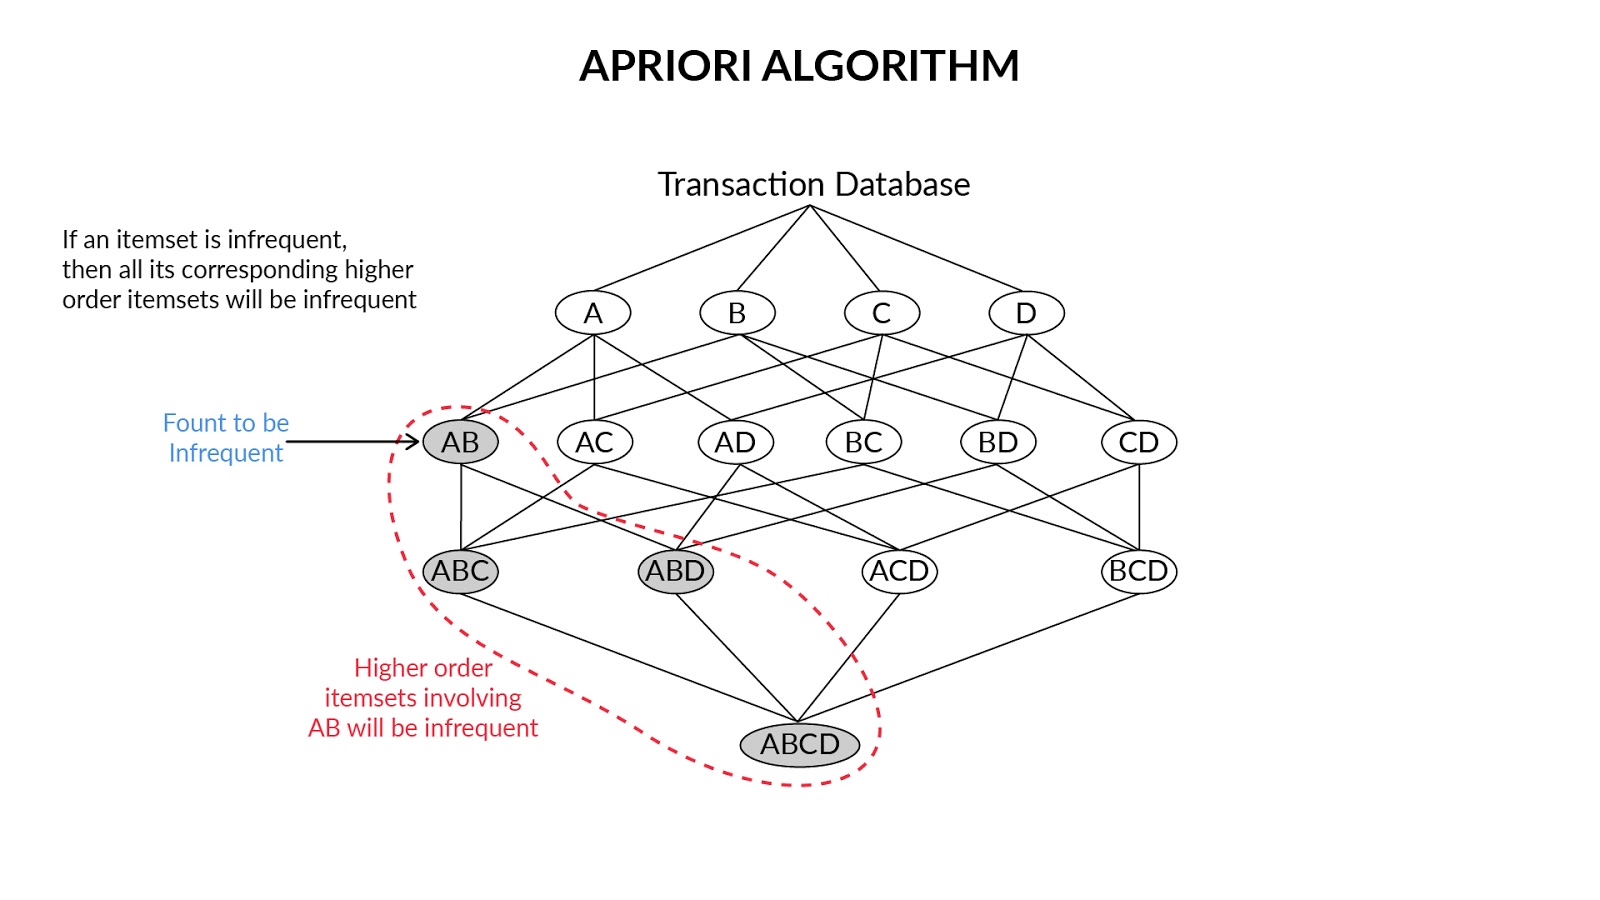 APRIORI ALGORITHM
Transaction Database
If an itemset is infrequent,
then all its corresponding higher
order itemsets will be infrequent
A B C D
Fount to be
Infrequent
AB AC AD BC BD CD
ABC ABD ACD BCD
Higher order
itemsets involving
AB will be infrequent
ABCD